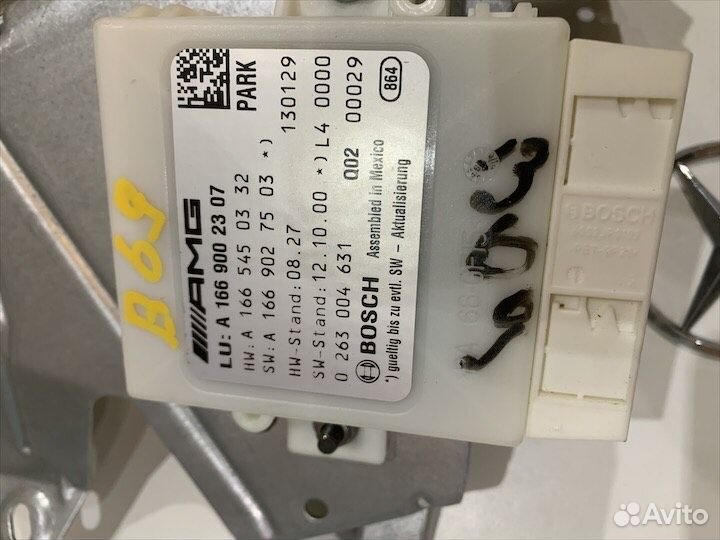 PARK
AMG
LU: A 166 900 23 07
HW: A 166 545 03 32
SW: A 166 902 75 03 *) 130129
HW-Stand: 08.27
SW-Stand: 12.10.00 *) L4 0000
0 263 004 631 Q02 00029
BOSCH Assembled in Mexico
*) gueltig bis zu evtl. SW - Aktualisierung
864
B69
BOSCH
Avito